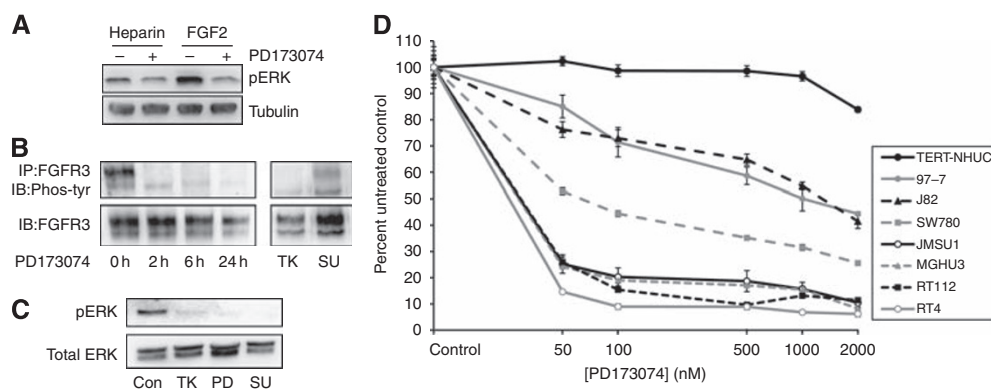 A
Heparin FGF2
– + – + PD173074
pERK
Tubulin
B
IP:FGFR3
IB:Phos-tyr
IB:FGFR3
PD173074 0 h 2 h 6 h 24 h TK SU
C
pERK
Total ERK
Con TK PD SU
D
Percent untreated control
110
100
90
80
70
60
50
40
30
20
10
0
Control 50 100 500 1000 2000
[PD173074] (nM)
TERT-NHUC
97–7
J82
SW780
JMSU1
MGHU3
RT112
RT4